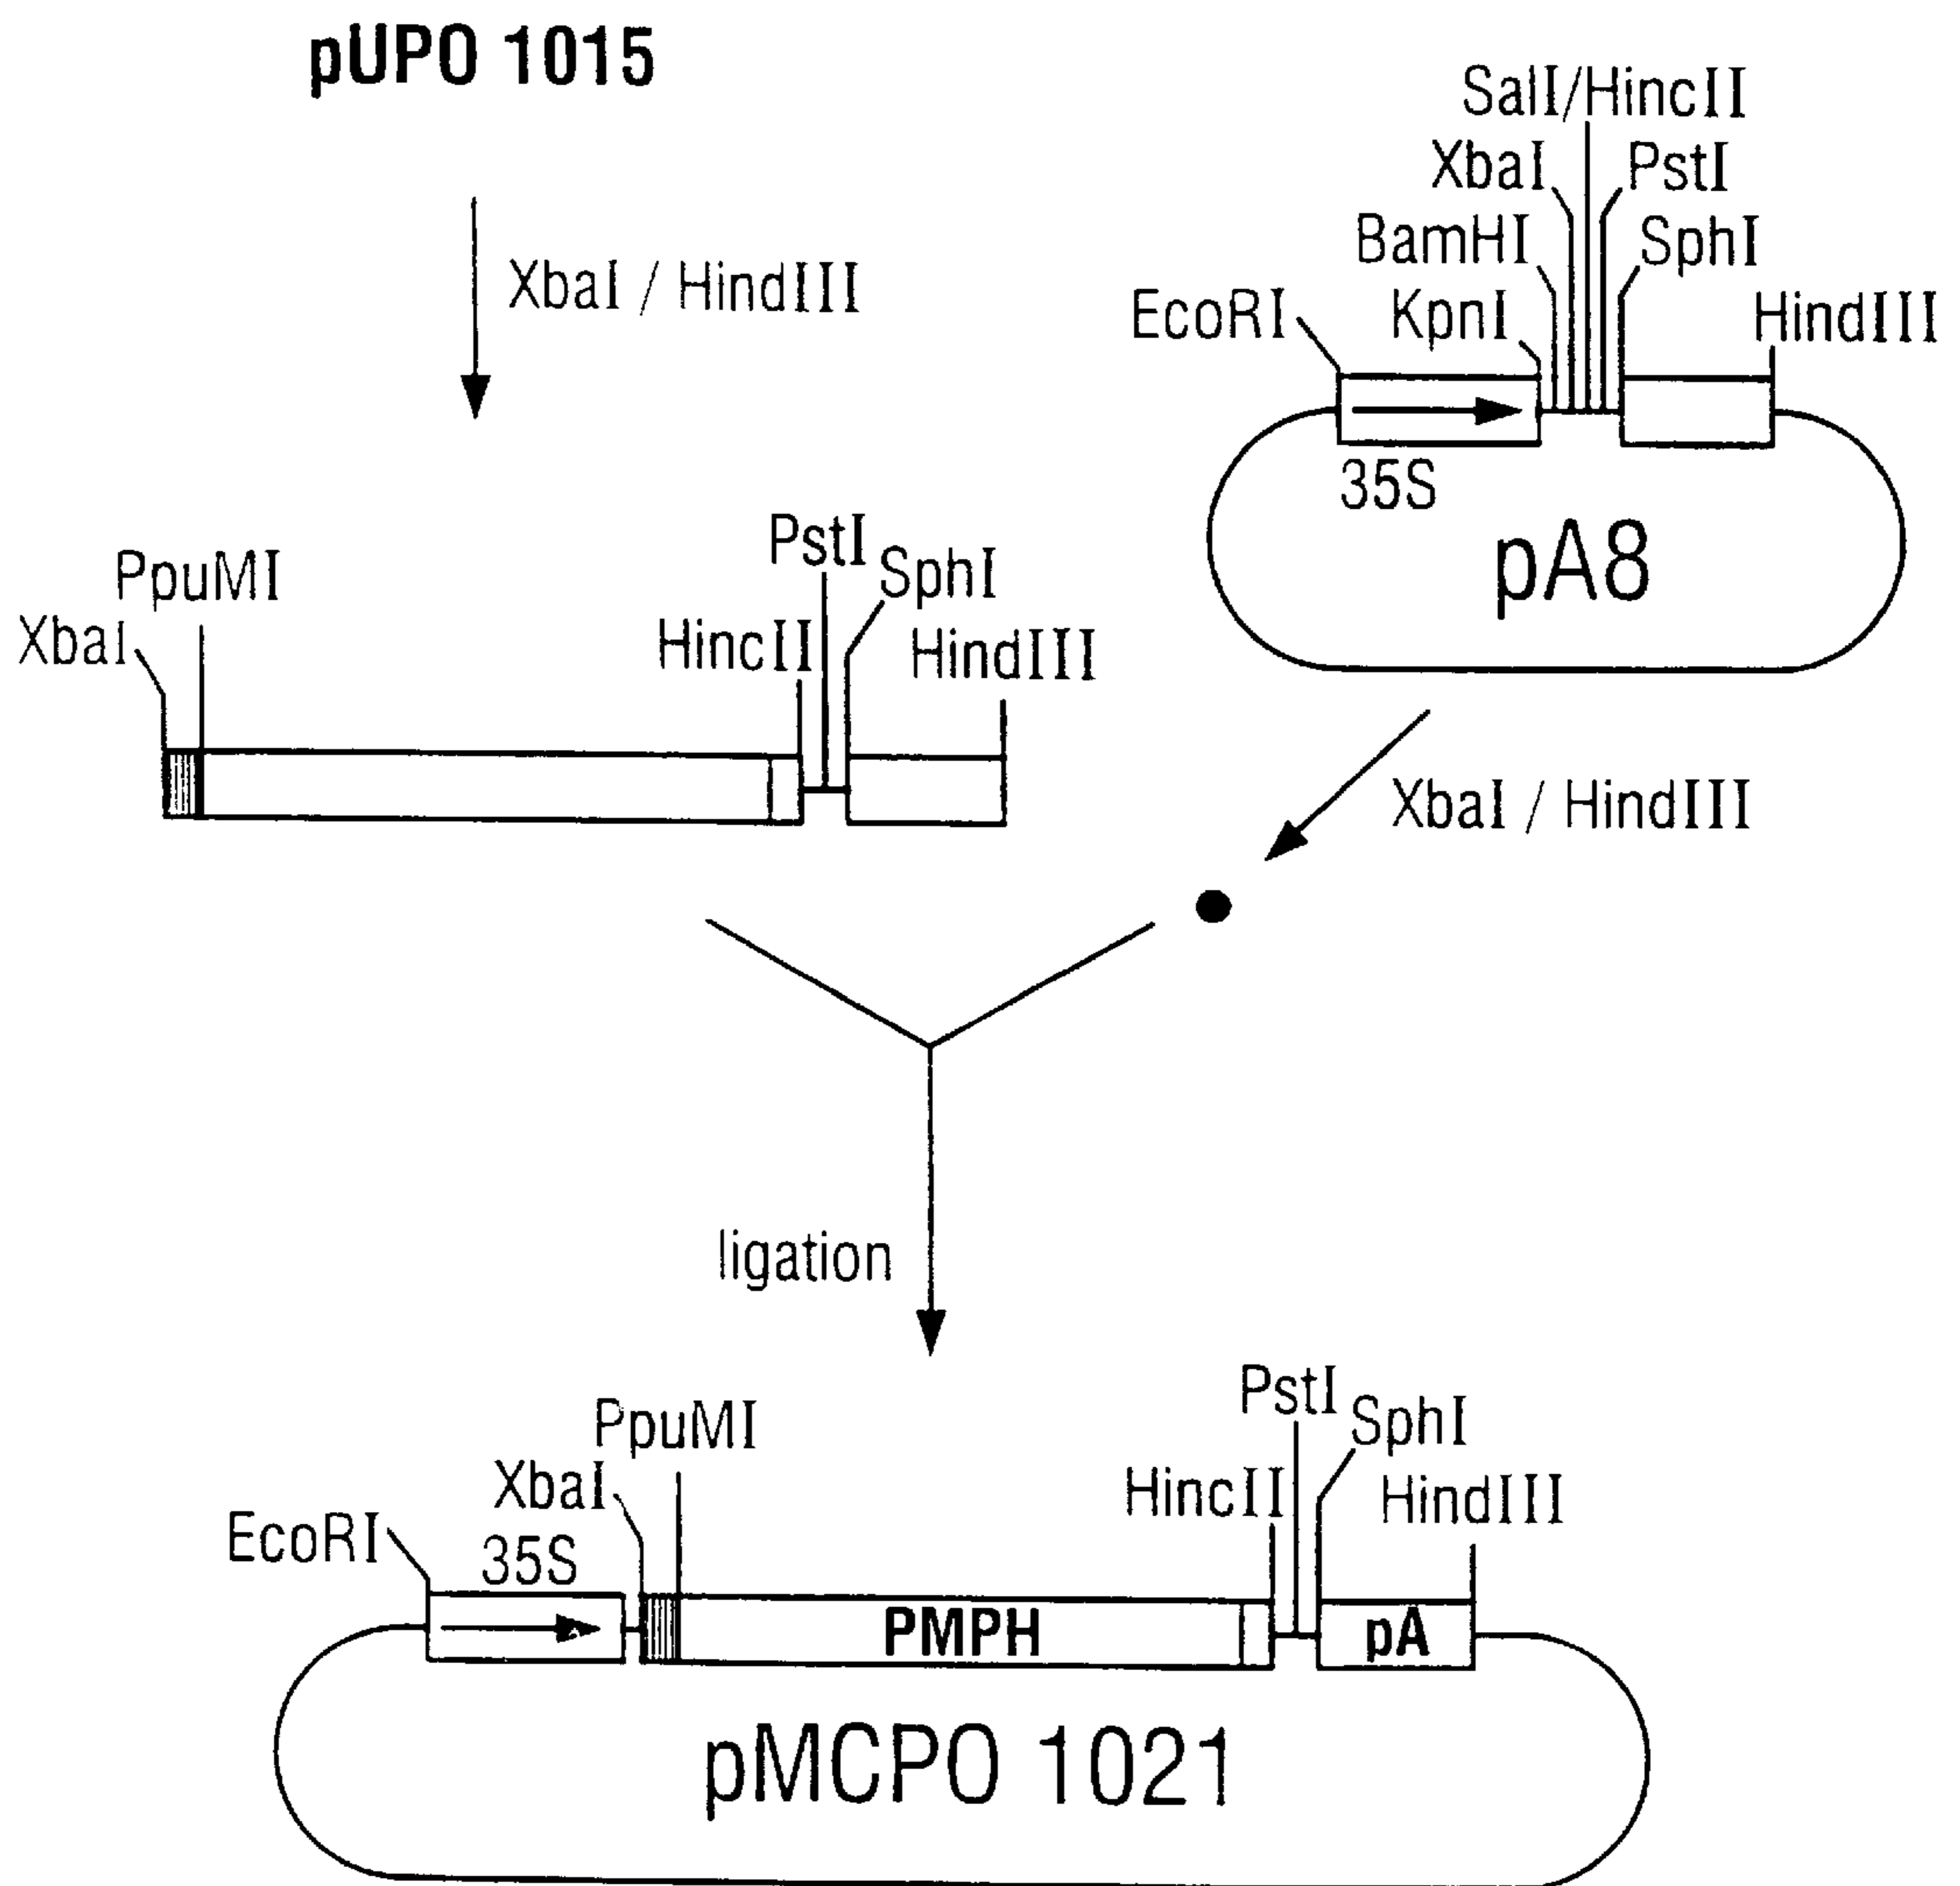 pUPO 1015
XbaI / HindIII
SalI/HincII
XbaI
PstI
BamHI
SphI
EcoRI
KpnI
HindIII
35S
pA8
XbaI / HindIII
PpuMI
XbaI
PstI
SphI
HincII
HindIII
ligation
PpuMI
XbaI
EcoRI
35S
PstI
SphI
HincII
HindIII
PMPH
pA
pMCPO 1021